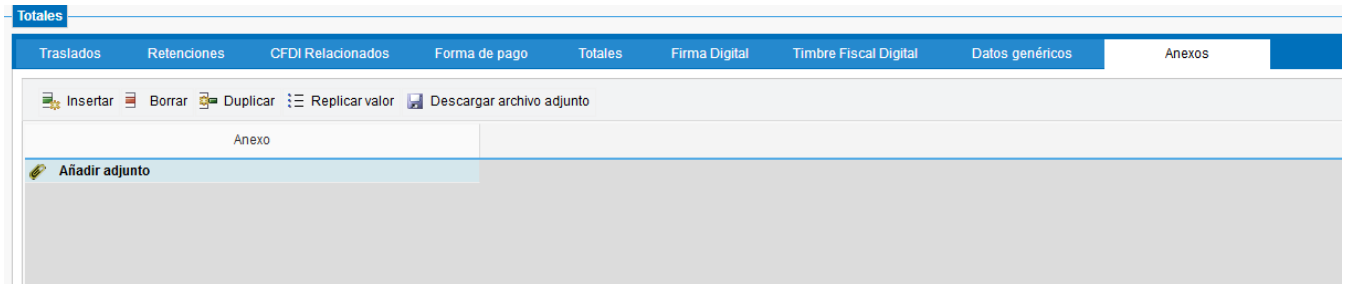 Totales
Traslados Retenciones CFDI Relacionados Forma de pago Totales Firma Digital Timbre Fiscal Digital Datos genéricos Anexos
Insertar Borrar Duplicar Replicar valor Descargar archivo adjunto
Anexo
Añadir adjunto